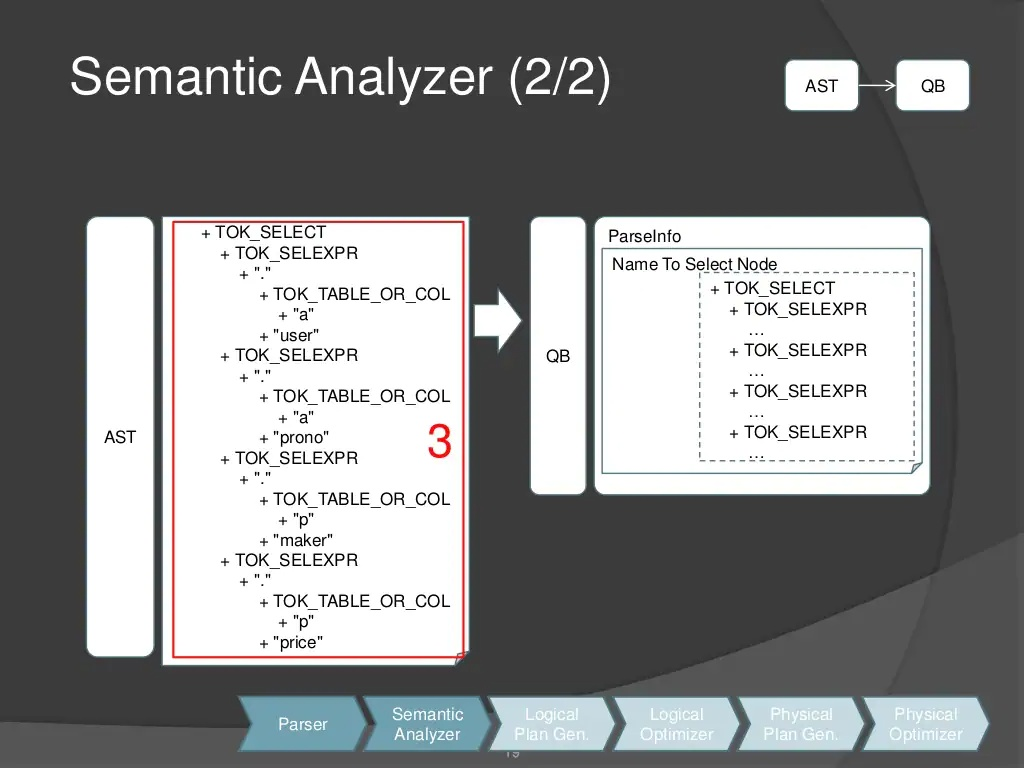 Semantic Analyzer (2/2)
AST
QB
AST
+ TOK_SELECT
+ TOK_SELEXPR
+ "."
+ TOK_TABLE_OR_COL
+ "a"
+ "user"
+ TOK_SELEXPR
+ "."
+ TOK_TABLE_OR_COL
+ "a"
+ "prono"
+ TOK_SELEXPR
+ "."
+ TOK_TABLE_OR_COL
+ "p"
+ "maker"
+ TOK_SELEXPR
+ "."
+ TOK_TABLE_OR_COL
+ "p"
+ "price"
3
QB
ParseInfo
Name To Select Node
+ TOK_SELECT
+ TOK_SELEXPR
…
+ TOK_SELEXPR
…
+ TOK_SELEXPR
…
+ TOK_SELEXPR
…
Parser
Semantic
Analyzer
Logical
Plan Gen.
Logical
Optimizer
Physical
Plan Gen.
Physical
Optimizer
19